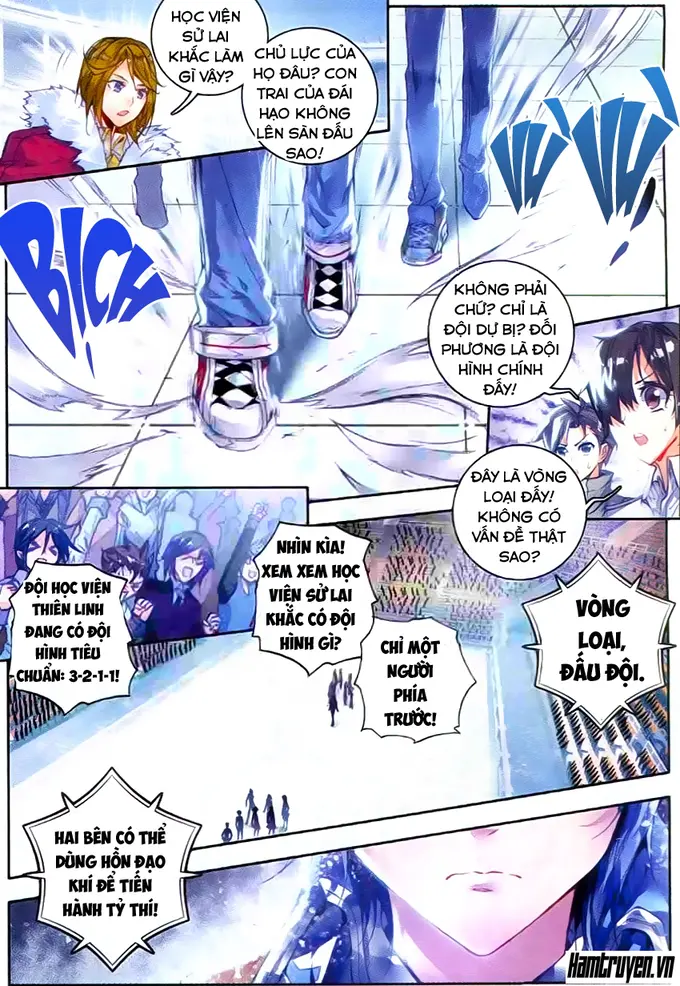 HỌC VIỆN
SỬ LAI
KHẮC LÀM
GÌ VẬY?
CHỦ LỰC CỦA
HỌ ĐÂU? CON
TRAI CỦA ĐÁI
HẠO KHÔNG
LÊN SÀN ĐẤU
SAO!
VÙ
VÙ
BỊCH
KHÔNG PHẢI
CHỨ? CHỈ LÀ
ĐỘI DỰ BỊ? ĐỐI
PHƯƠNG LÀ ĐỘI
HÌNH CHÍNH
ĐẤY!
ĐÂY LÀ VÒNG
LOẠI ĐẤY!
KHÔNG CÓ
VẤN ĐỀ THẬT
SAO?
ĐỘI HỌC VIỆN
THIÊN LINH
ĐANG CÓ ĐỘI
HÌNH TIÊU
CHUẨN: 3-2-1-1!
NHÌN KÌA!
XEM XEM HỌC
VIỆN SỬ LAI
KHẮC CÓ ĐỘI
HÌNH GÌ?
CHỈ MỘT
NGƯỜI
PHÍA
TRƯỚC!
VÒNG
LOẠI,
ĐẤU ĐỘI.
HAI BÊN CÓ THỂ
DÙNG HỒN ĐẠO
KHÍ ĐỂ TIẾN
HÀNH TỶ THÍ!
Hamtruyen.vn